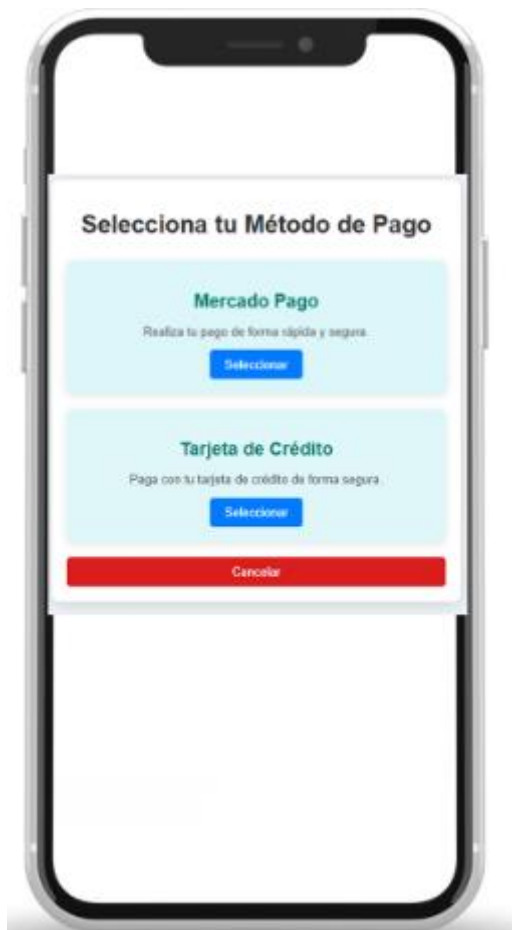 Selecciona tu Método de Pago
Mercado Pago
Realiza tu pago de forma rápida y segura.
Seleccionar
Tarjeta de Crédito
Paga con tu tarjeta de crédito de forma segura.
Seleccionar
Cancelar